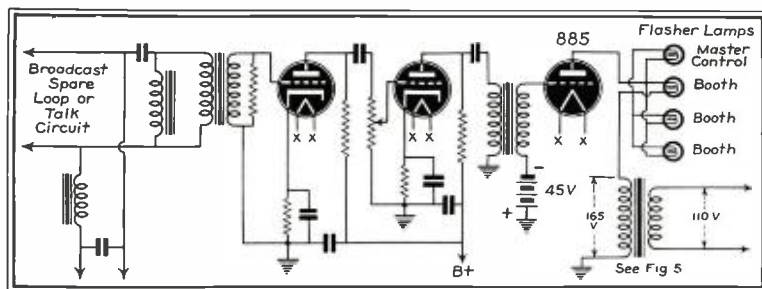 Broadcast
Spare
Loop or
Talk
Circuit
X X
X X
B+
-
45V
+
885
X X
Flasher Lamps
Master
Control
Booth
Booth
Booth
165
V
110 V
See Fig 5